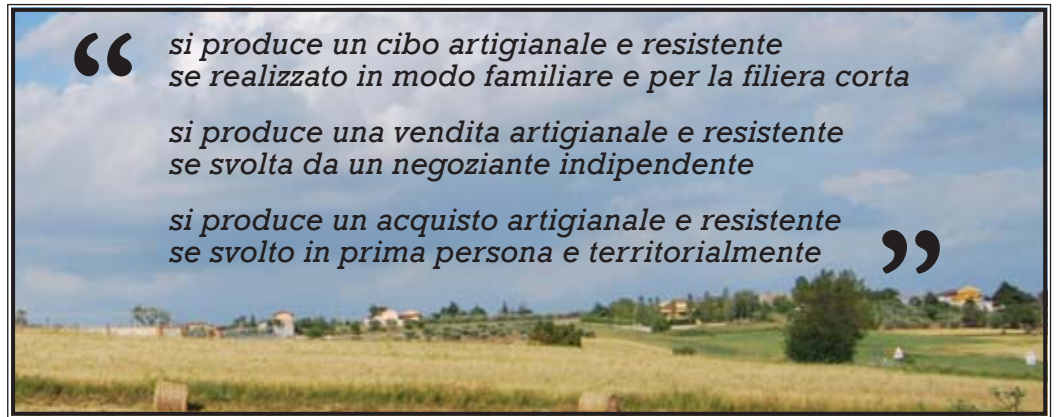 “ si produce un cibo artigianale e resistente
se realizzato in modo familiare e per la filiera corta
si produce una vendita artigianale e resistente
se svolta da un negoziante indipendente
si produce un acquisto artigianale e resistente
se svolto in prima persona e territorialmente ”